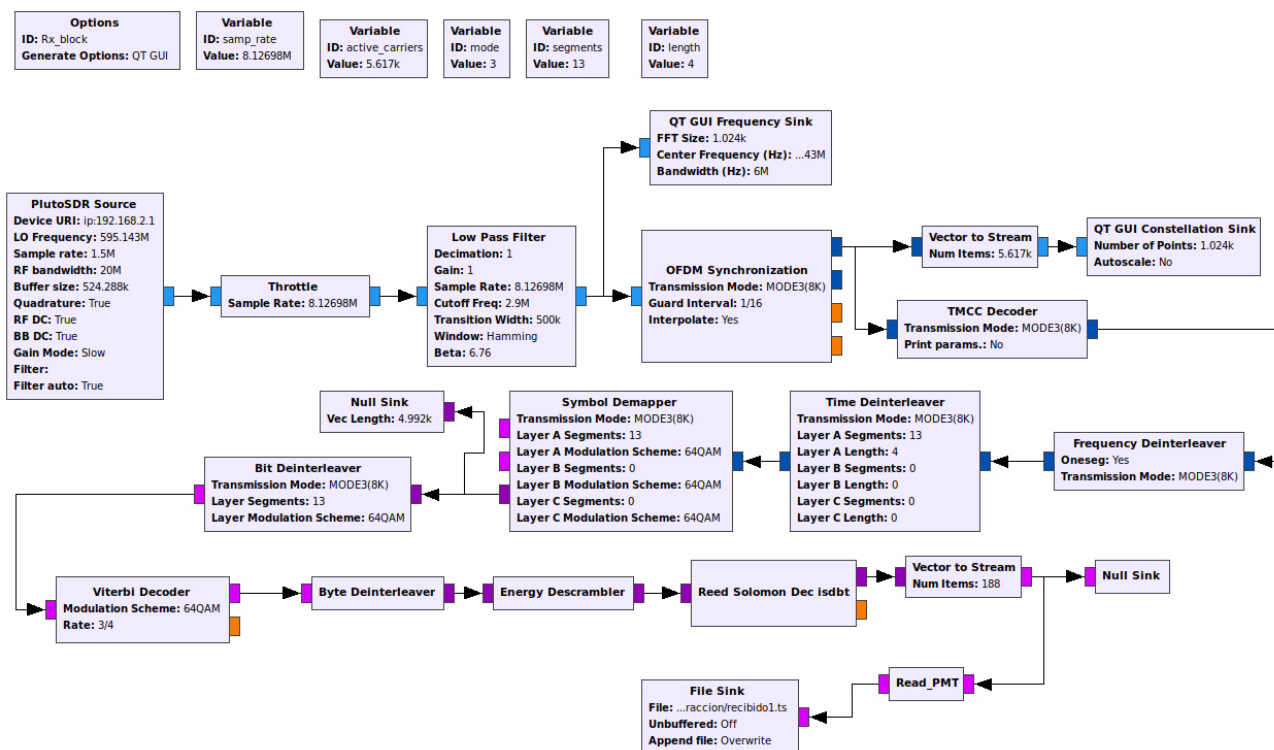 Options
ID: Rx_block
Generate Options: QT GUI
Variable
ID: samp_rate
Value: 8.12698M
Variable
ID: active_carriers
Value: 5.617k
Variable
ID: mode
Value: 3
Variable
ID: segments
Value: 13
Variable
ID: length
Value: 4
QT GUI Frequency Sink
FFT Size: 1.024k
Center Frequency (Hz): ...43M
Bandwidth (Hz): 6M
PlutoSDR Source
Device URI: ip:192.168.2.1
LO Frequency: 595.143M
Sample rate: 1.5M
RF bandwidth: 20M
Buffer size: 524.288k
Quadrature: True
RF DC: True
BB DC: True
Gain Mode: Slow
Filter:
Filter auto: True
Throttle
Sample Rate: 8.12698M
Low Pass Filter
Decimation: 1
Gain: 1
Sample Rate: 8.12698M
Cutoff Freq: 2.9M
Transition Width: 500k
Window: Hamming
Beta: 6.76
OFDM Synchronization
Transmission Mode: MODE3(8K)
Guard Interval: 1/16
Interpolate: Yes
Vector to Stream
Num Items: 5.617k
QT GUI Constellation Sink
Number of Points: 1.024k
Autoscale: No
TMCC Decoder
Transmission Mode: MODE3(8K)
Print params.: No
Null Sink
Vec Length: 4.992k
Symbol Demapper
Transmission Mode: MODE3(8K)
Layer A Segments: 13
Layer A Modulation Scheme: 64QAM
Layer B Segments: 0
Layer B Modulation Scheme: 64QAM
Layer C Segments: 0
Layer C Modulation Scheme: 64QAM
Time Deinterleaver
Transmission Mode: MODE3(8K)
Layer A Segments: 13
Layer A Length: 4
Layer B Segments: 0
Layer B Length: 0
Layer C Segments: 0
Layer C Length: 0
Frequency Deinterleaver
Oneseg: Yes
Transmission Mode: MODE3(8K)
Bit Deinterleaver
Transmission Mode: MODE3(8K)
Layer Segments: 13
Layer Modulation Scheme: 64QAM
Viterbi Decoder
Modulation Scheme: 64QAM
Rate: 3/4
Byte Deinterleaver
Energy Descrambler
Reed Solomon Dec isdbt
Vector to Stream
Num Items: 188
Null Sink
Read_PMT
File Sink
File: ...raccion/recibido1.ts
Unbuffered: Off
Append file: Overwrite